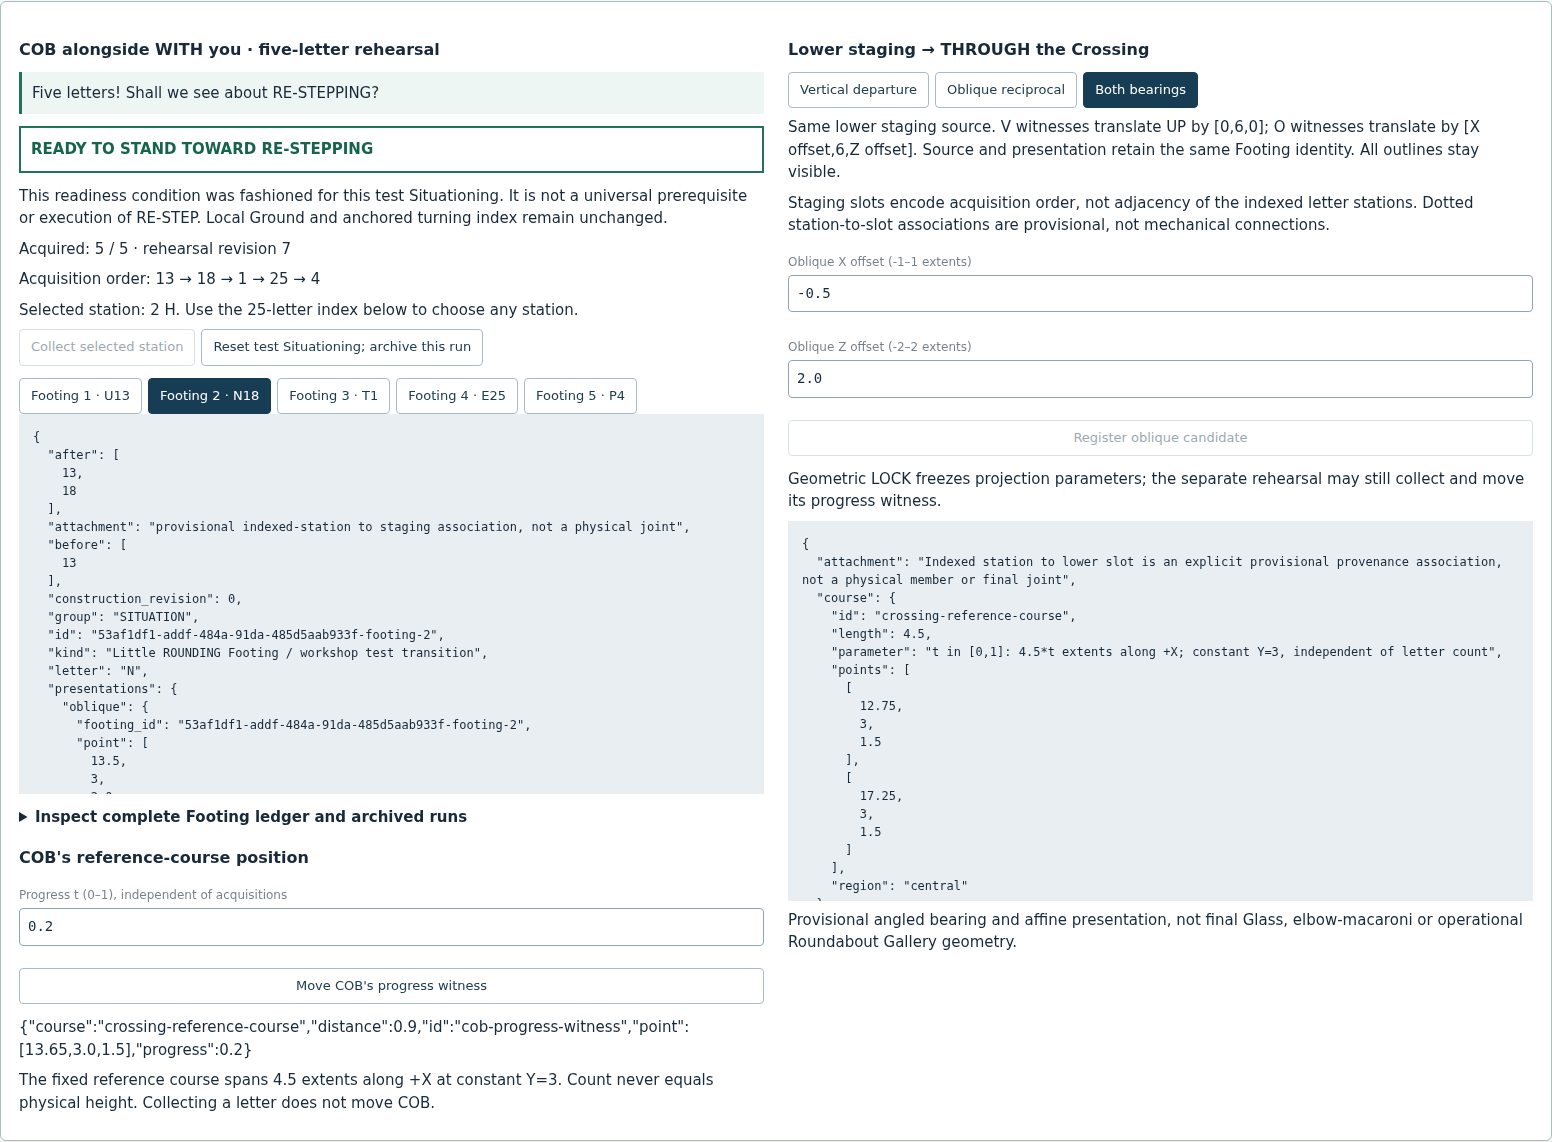 COB alongside WITH you · five-letter rehearsal
Five letters! Shall we see about RE-STEPPING?
READY TO STAND TOWARD RE-STEPPING
This readiness condition was fashioned for this test Situationing. It is not a universal prerequisite
or execution of RE-STEP. Local Ground and anchored turning index remain unchanged.
Acquired: 5 / 5 · rehearsal revision 7
Acquisition order: 13 → 18 → 1 → 25 → 4
Selected station: 2 H. Use the 25-letter index below to choose any station.
Collect selected station
Reset test Situationing; archive this run
Footing 1 · U13
Footing 2 · N18
Footing 3 · T1
Footing 4 · E25
Footing 5 · P4
{
"after": [
13,
18
],
"attachment": "provisional indexed-station to staging association, not a physical joint",
"before": [
13
],
"construction_revision": 0,
"group": "SITUATION",
"id": "53af1df1-addf-484a-91da-485d5aab933f-footing-2",
"kind": "Little ROUNDING Footing / workshop test transition",
"letter": "N",
"presentations": {
"oblique": {
"footing_id": "53af1df1-addf-484a-91da-485d5aab933f-footing-2",
"point": [
13.5,
3,
▶ Inspect complete Footing ledger and archived runs
COB's reference-course position
Progress t (0–1), independent of acquisitions
0.2
Move COB's progress witness
{"course":"crossing-reference-course","distance":0.9,"id":"cob-progress-witness","point":
[13.65,3.0,1.5],"progress":0.2}
The fixed reference course spans 4.5 extents along +X at constant Y=3. Count never equals
physical height. Collecting a letter does not move COB.
Lower staging → THROUGH the Crossing
Vertical departure
Oblique reciprocal
Both bearings
Same lower staging source. V witnesses translate UP by [0,6,0]; O witnesses translate by [X
offset,6,Z offset]. Source and presentation retain the same Footing identity. All outlines stay
visible.
Staging slots encode acquisition order, not adjacency of the indexed letter stations. Dotted
station-to-slot associations are provisional, not mechanical connections.
Oblique X offset (-1–1 extents)
-0.5
Oblique Z offset (-2–2 extents)
2.0
Register oblique candidate
Geometric LOCK freezes projection parameters; the separate rehearsal may still collect and move
its progress witness.
{
"attachment": "Indexed station to lower slot is an explicit provisional provenance association,
not a physical member or final joint",
"course": {
"id": "crossing-reference-course",
"length": 4.5,
"parameter": "t in [0,1]: 4.5*t extents along +X; constant Y=3, independent of letter count",
"points": [
[
12.75,
3,
1.5
],
[
17.25,
3,
1.5
]
],
"region": "central"
Provisional angled bearing and affine presentation, not final Glass, elbow-macaroni or operational
Roundabout Gallery geometry.